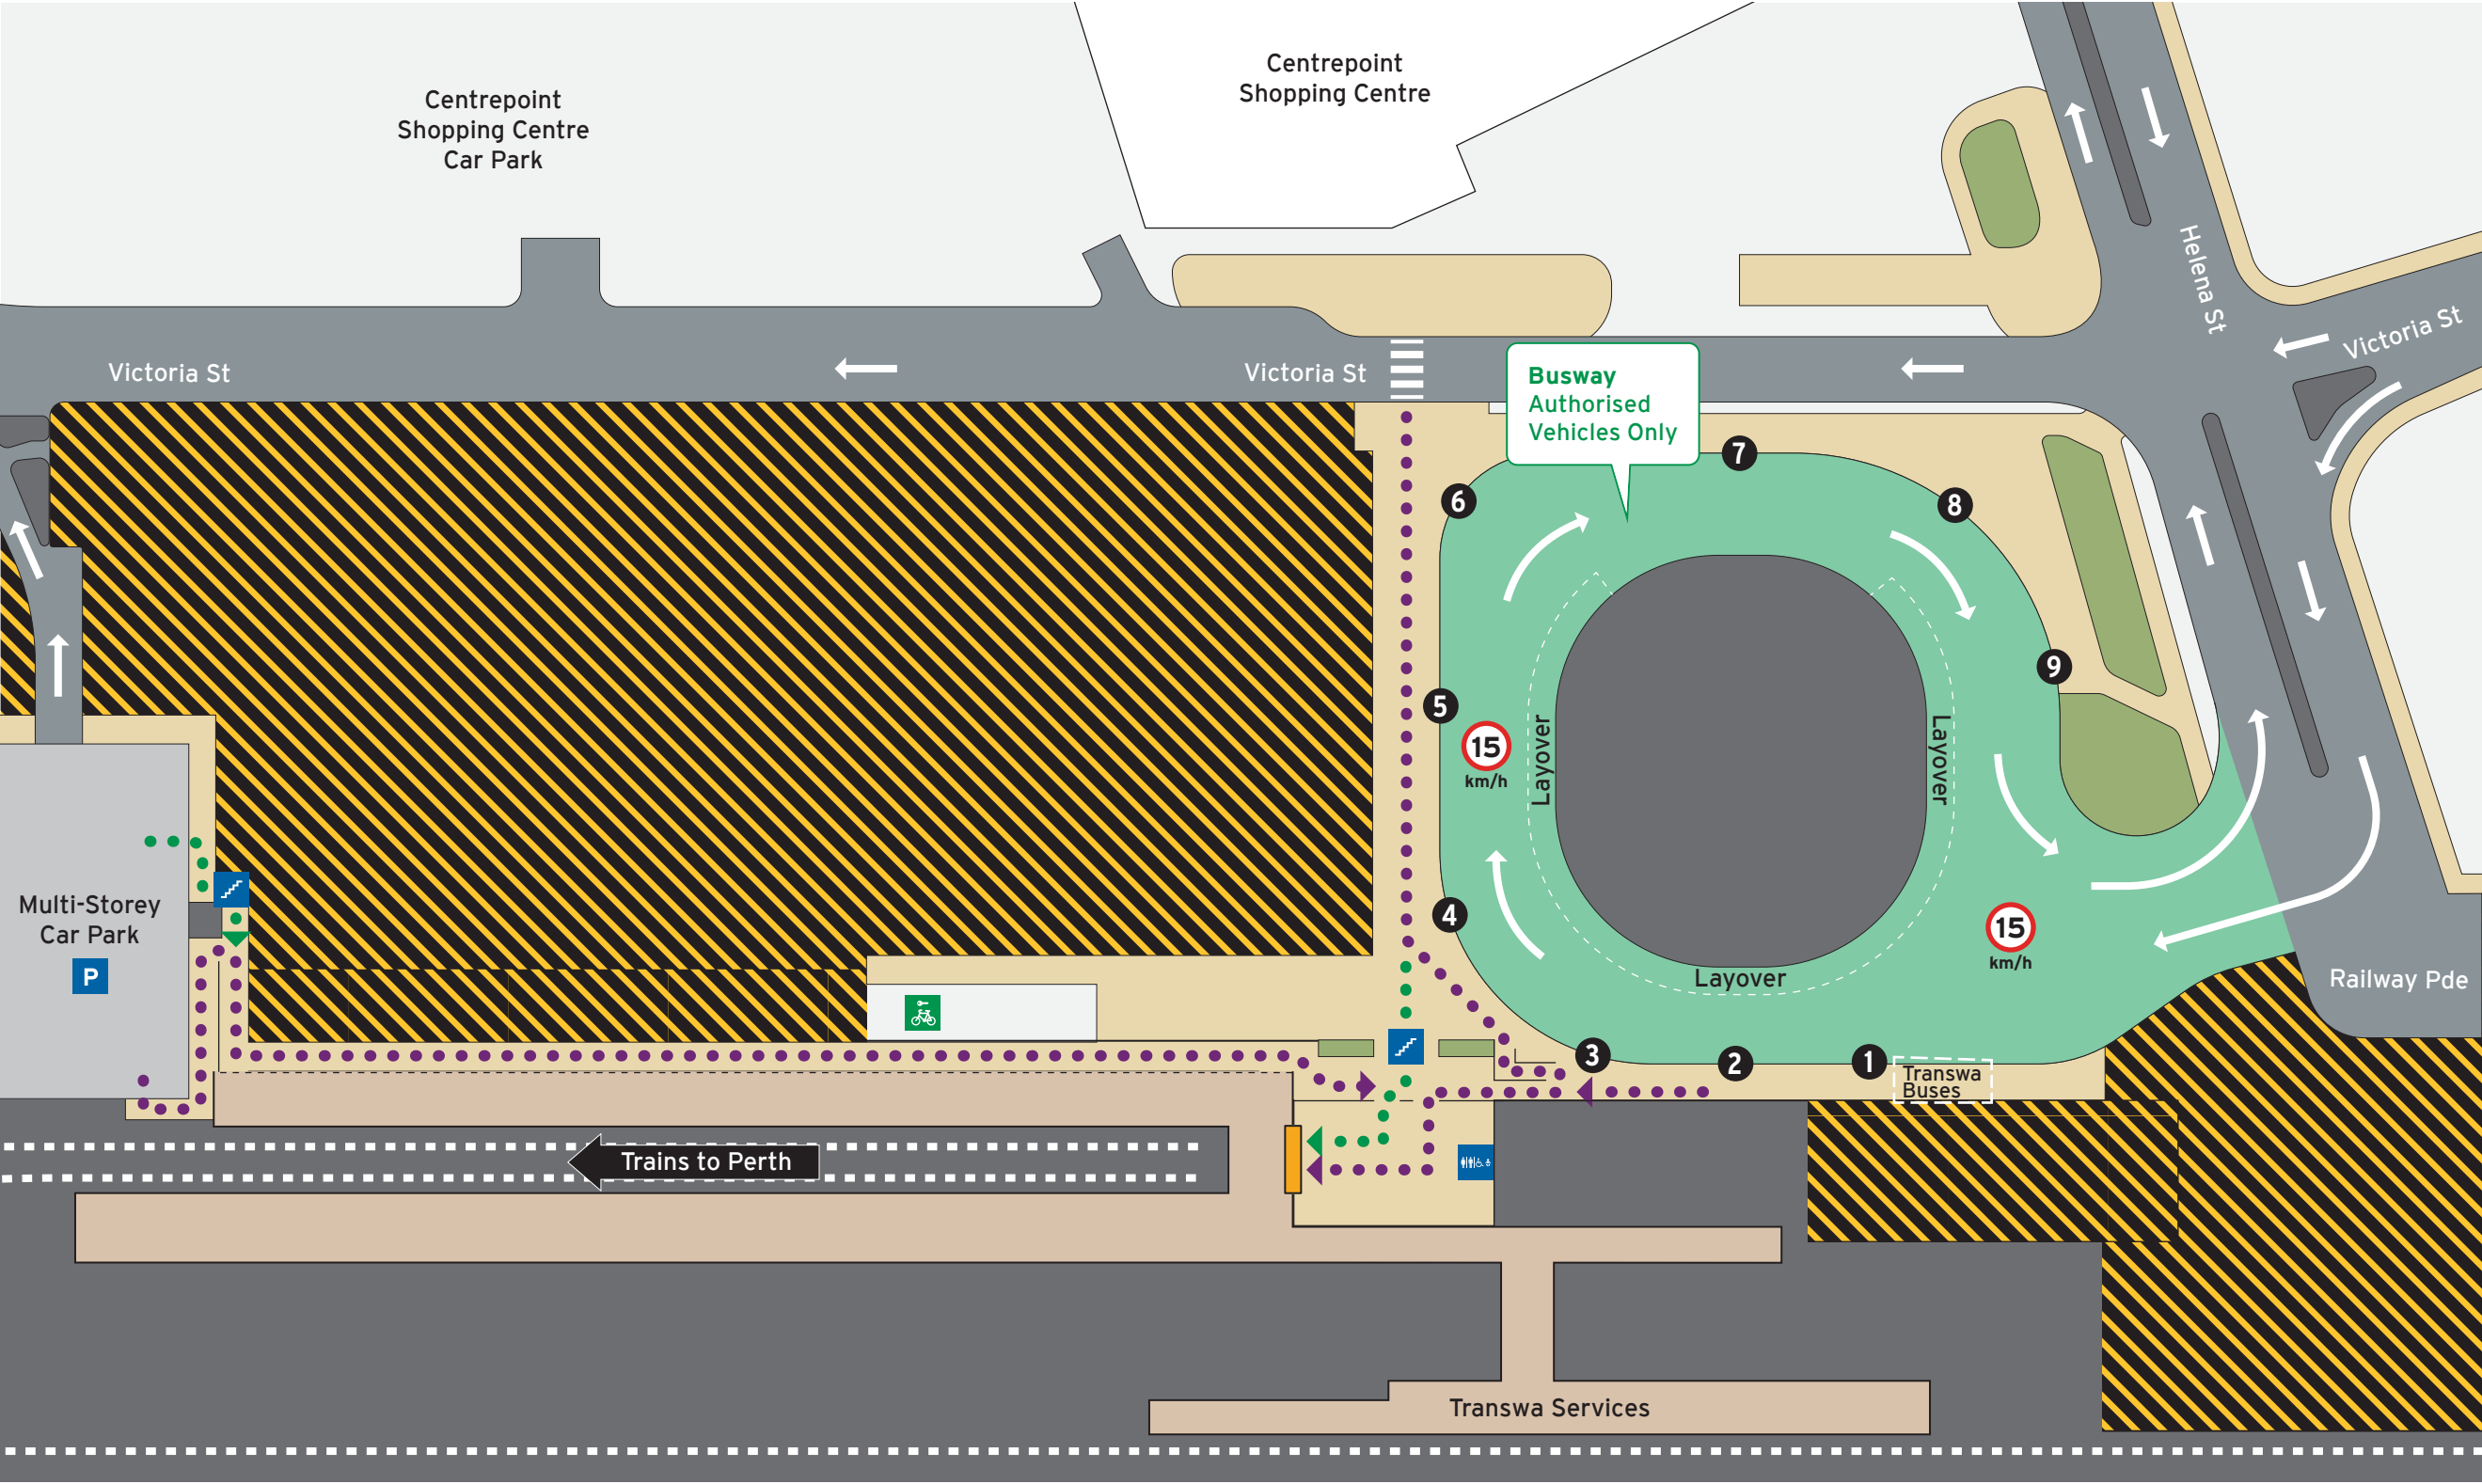 Centrepoint
Shopping Centre
Centrepoint
Shopping Centre
Car Park
Helena St
Victoria St
Victoria St
Victoria St
Busway
Authorised
Vehicles Only
7
6
8
9
5
15
km/h
Layover
Layover
Multi-Storey
Car Park
P
4
15
km/h
Layover
Railway Pde
3
2
1
Transwa
Buses
Trains to Perth
Transwa Services